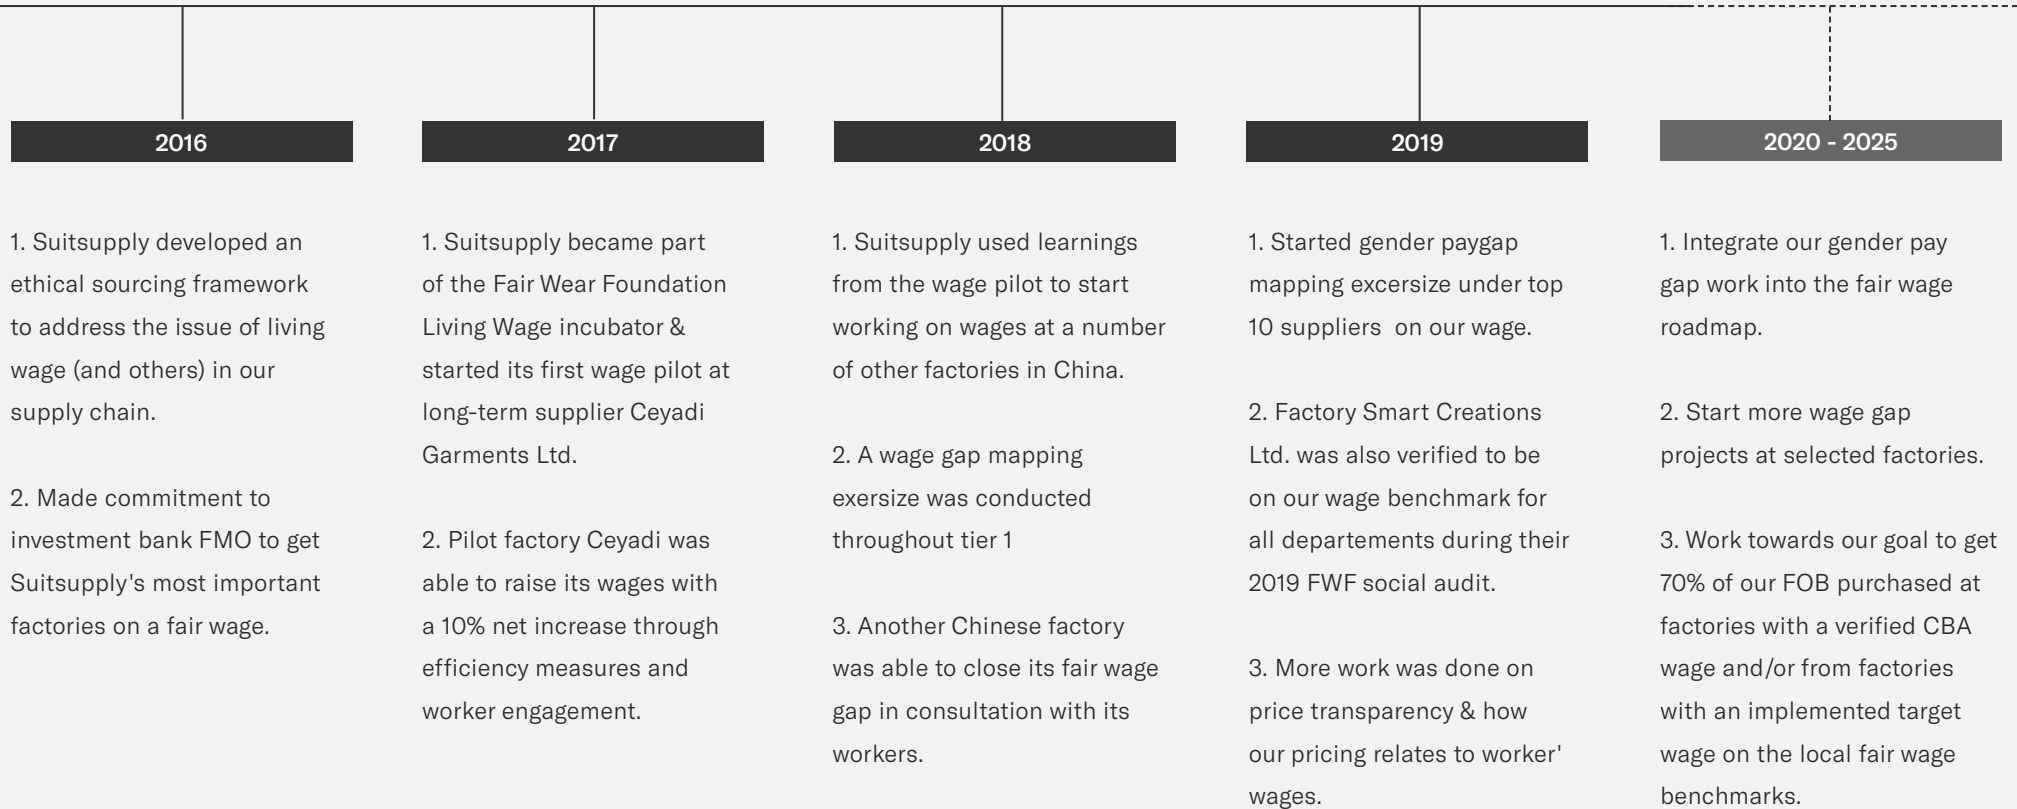 2016
1. Suitsupply developed an
ethical sourcing framework
to address the issue of living
wage (and others) in our
supply chain.
2. Made commitment to
investment bank FMO to get
Suitsupply's most important
factories on a fair wage.
2017
1. Suitsupply became part
of the Fair Wear Foundation
Living Wage incubator &
started its first wage pilot at
long-term supplier Ceyadi
Garments Ltd.
2. Pilot factory Ceyadi was
able to raise its wages with
a 10% net increase through
efficiency measures and
worker engagement.
2018
1. Suitsupply used learnings
from the wage pilot to start
working on wages at a number
of other factories in China.
2. A wage gap mapping
exersize was conducted
throughout tier 1
3. Another Chinese factory
was able to close its fair wage
gap in consultation with its
workers.
2019
1. Started gender paygap
mapping excersize under top
10 suppliers  on our wage.
2. Factory Smart Creations
Ltd. was also verified to be
on our wage benchmark for
all departements during their
2019 FWF social audit.
3. More work was done on
price transparency & how
our pricing relates to worker'
wages.
2020 - 2025
1. Integrate our gender pay
gap work into the fair wage
roadmap.
2. Start more wage gap
projects at selected factories.
3. Work towards our goal to get
70% of our FOB purchased at
factories with a verified CBA
wage and/or from factories
with an implemented target
wage on the local fair wage
benchmarks.